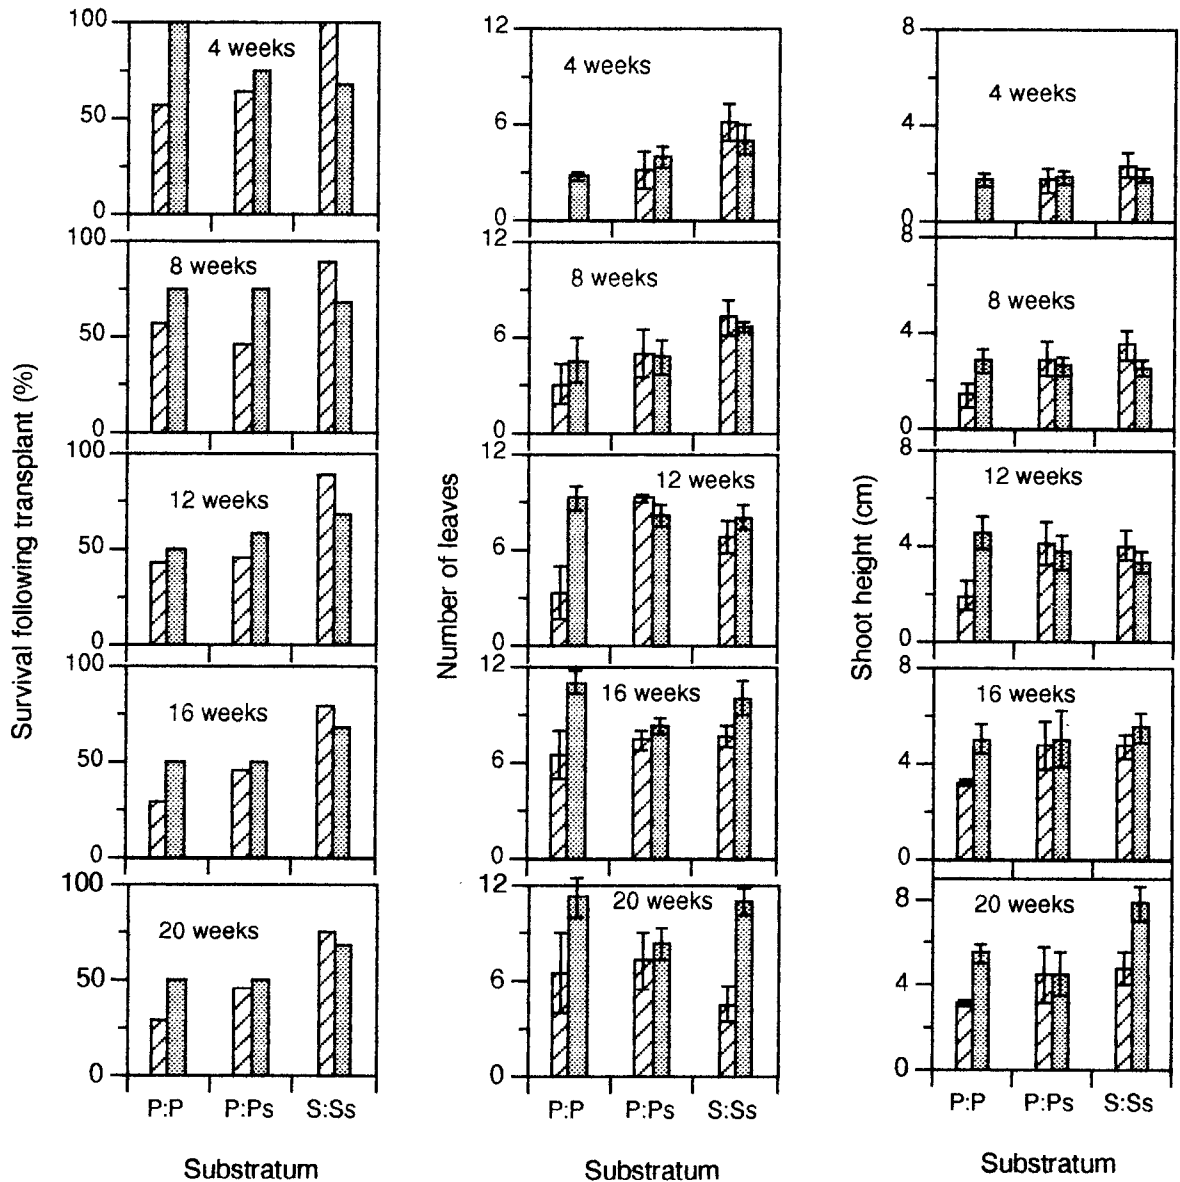 Survival following transplant (%)
100
50
0
4 weeks
100
50
0
8 weeks
100
50
0
12 weeks
100
50
0
16 weeks
100
50
0
20 weeks
P:P P:Ps S:Ss
Substratum
Number of leaves
12
6
0
4 weeks
12
6
0
8 weeks
12
6
0
12 weeks
12
6
0
16 weeks
12
6
0
20 weeks
P:P P:Ps S:Ss
Substratum
Shoot height (cm)
8
4
0
4 weeks
8
4
0
8 weeks
8
4
0
12 weeks
8
4
0
16 weeks
8
4
0
20 weeks
P:P P:Ps S:Ss
Substratum